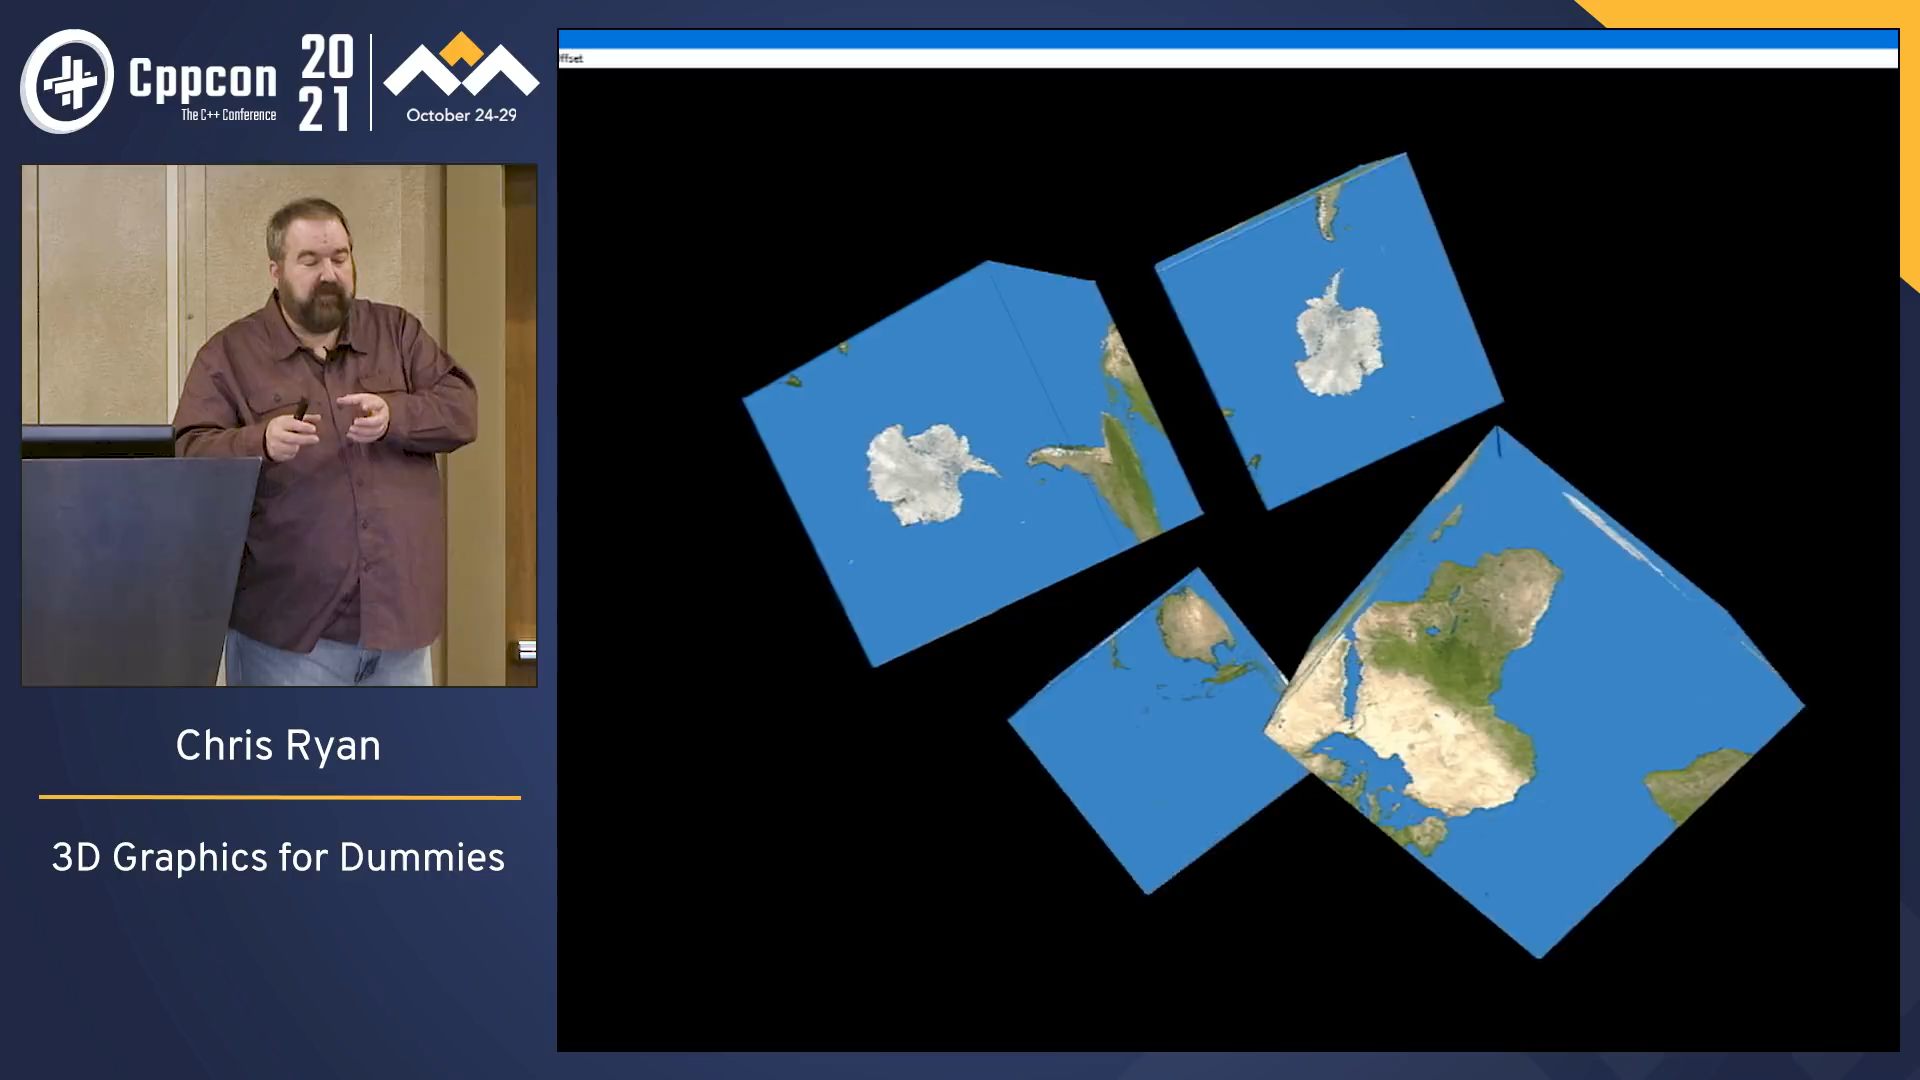 Cppcon
The C++ Conference
20
21
October 24-29
ffset
Chris Ryan
3D Graphics for Dummies